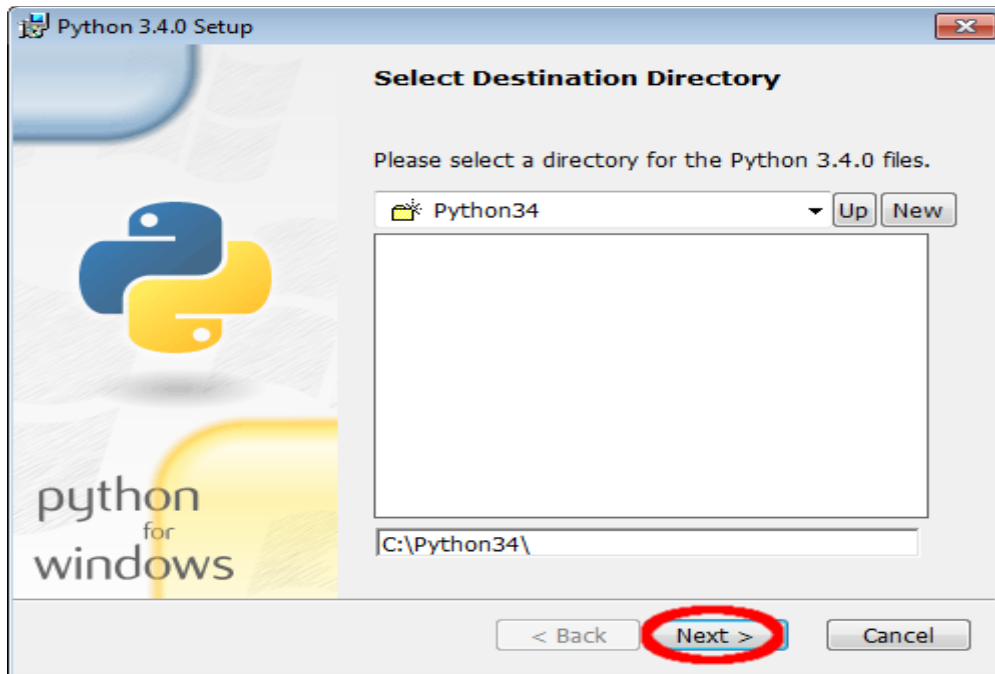 Python 3.4.0 Setup
Select Destination Directory
Please select a directory for the Python 3.4.0 files.
Python34
Up New
C:\Python34\
python
for
windows
< Back Next > Cancel